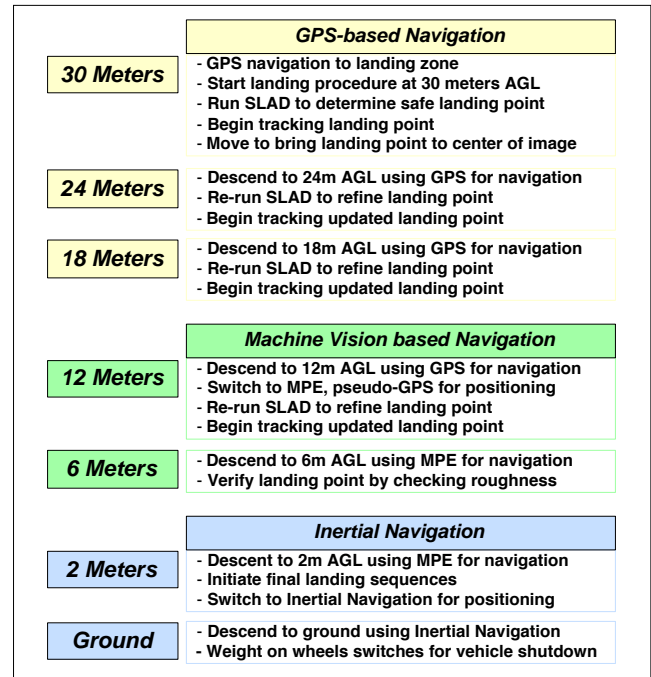 GPS-based Navigation
30 Meters
- GPS navigation to landing zone
- Start landing procedure at 30 meters AGL
- Run SLAD to determine safe landing point
- Begin tracking landing point
- Move to bring landing point to center of image
24 Meters
- Descend to 24m AGL using GPS for navigation
- Re-run SLAD to refine landing point
- Begin tracking updated landing point
18 Meters
- Descend to 18m AGL using GPS for navigation
- Re-run SLAD to refine landing point
- Begin tracking updated landing point
Machine Vision based Navigation
12 Meters
- Descend to 12m AGL using GPS for navigation
- Switch to MPE, pseudo-GPS for positioning
- Re-run SLAD to refine landing point
- Begin tracking updated landing point
6 Meters
- Descend to 6m AGL using MPE for navigation
- Verify landing point by checking roughness
Inertial Navigation
2 Meters
- Descent to 2m AGL using MPE for navigation
- Initiate final landing sequences
- Switch to Inertial Navigation for positioning
Ground
- Descend to ground using Inertial Navigation
- Weight on wheels switches for vehicle shutdown